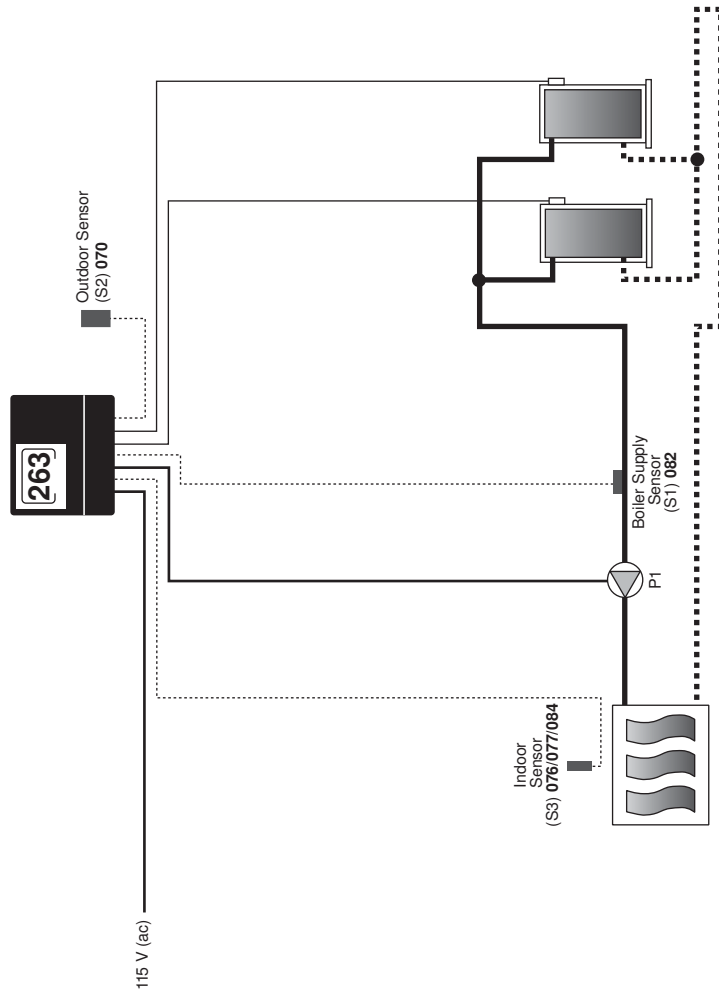 263
Outdoor Sensor
(S2) 070
115 V (ac)
Indoor
Sensor
(S3) 076/077/084
P1
Boiler Supply
Sensor
(S1) 082